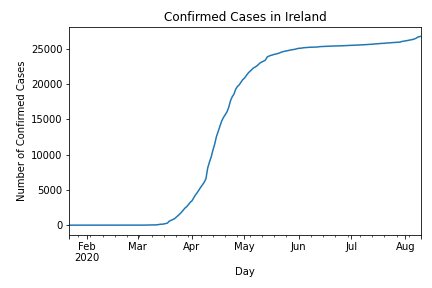 Confirmed Cases in Ireland
Number of Confirmed Cases
25000
20000
15000
10000
5000
0
Feb Mar Apr May Jun Jul Aug
2020
Day